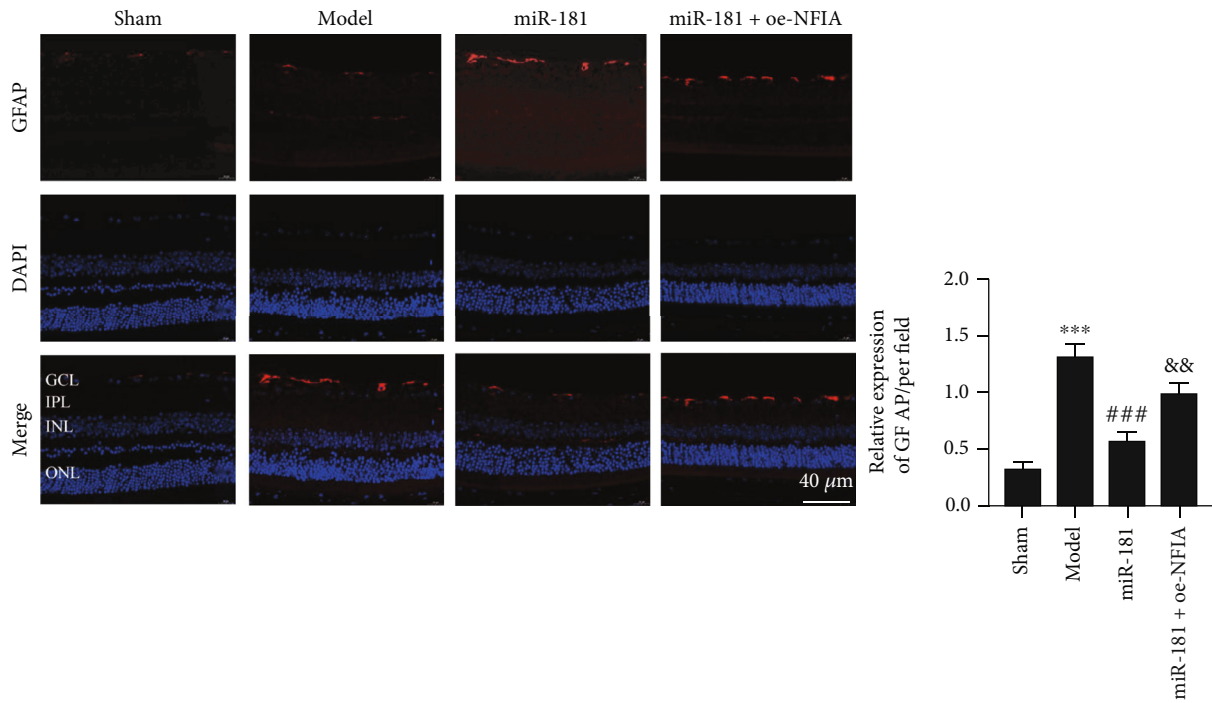 Sham Model miR-181 miR-181 + oe-NFIA
GFAP
DAPI
Merge
GCL
IPL
INL
ONL
40 μm
Relative expression
of GF AP/per field
2.0
1.5
1.0
0.5
0.0
***
###
&&
Sham
Model
miR-181
miR-181 + oe-NFIA